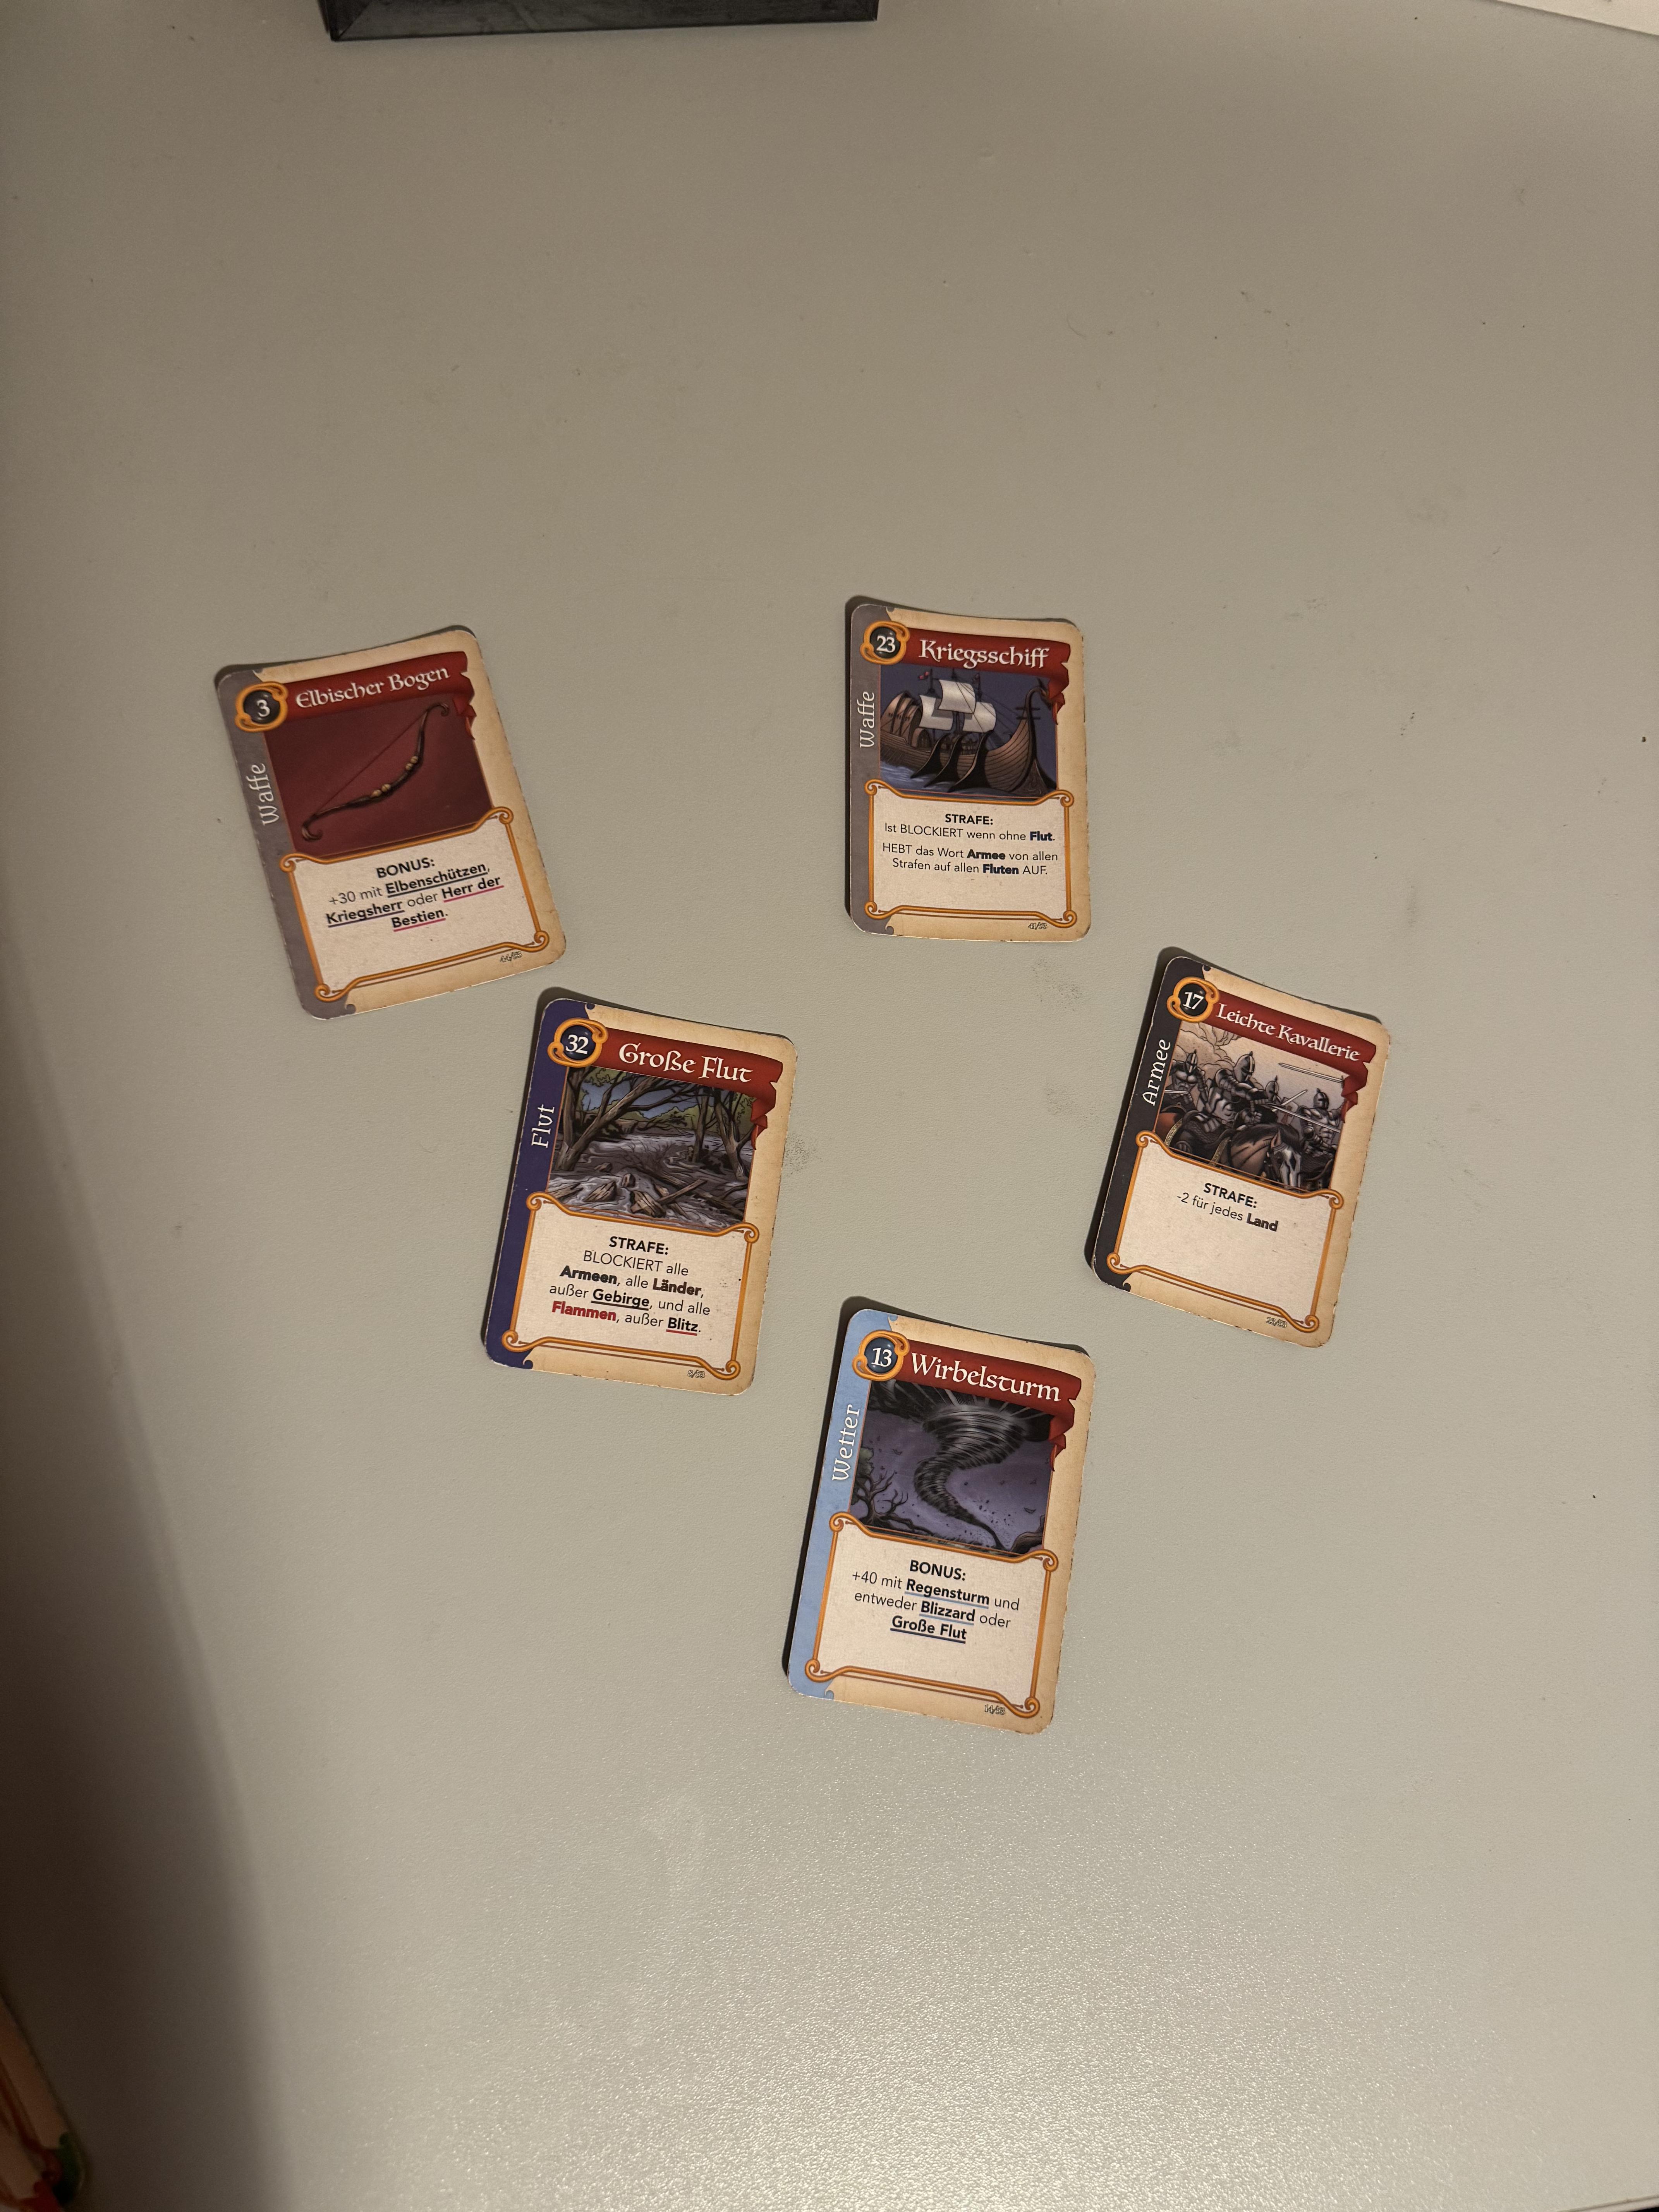 3
Elbischer Bogen
Waffe
BONUS:
+30 mit Elbenschützen,
Kriegsherr oder Herr der
Bestien.
23
Kriegsschiff
Waffe
STRAFE:
Ist BLOCKIERT wenn ohne Flut.
HEBT das Wort Armee von allen
Strafen auf allen Fluten AUF.
32
Große Flut
Flut
STRAFE:
BLOCKIERT alle
Armeen, alle Länder,
außer Gebirge, und alle
Flammen, außer Blitz.
17
Leichte Kavallerie
Armee
STRAFE:
-2 für jedes Land
13
Wirbelsturm
Wetter
BONUS:
+40 mit Regensturm und
entweder Blizzard oder
Große Flut
14/53